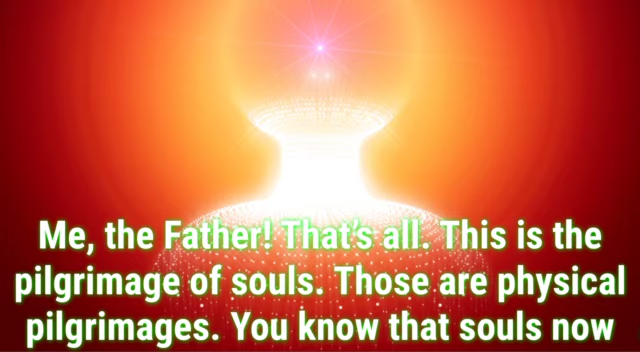 Me, the Father! That's all. This is the
pilgrimage of souls. Those are physical
pilgrimages. You know that souls now